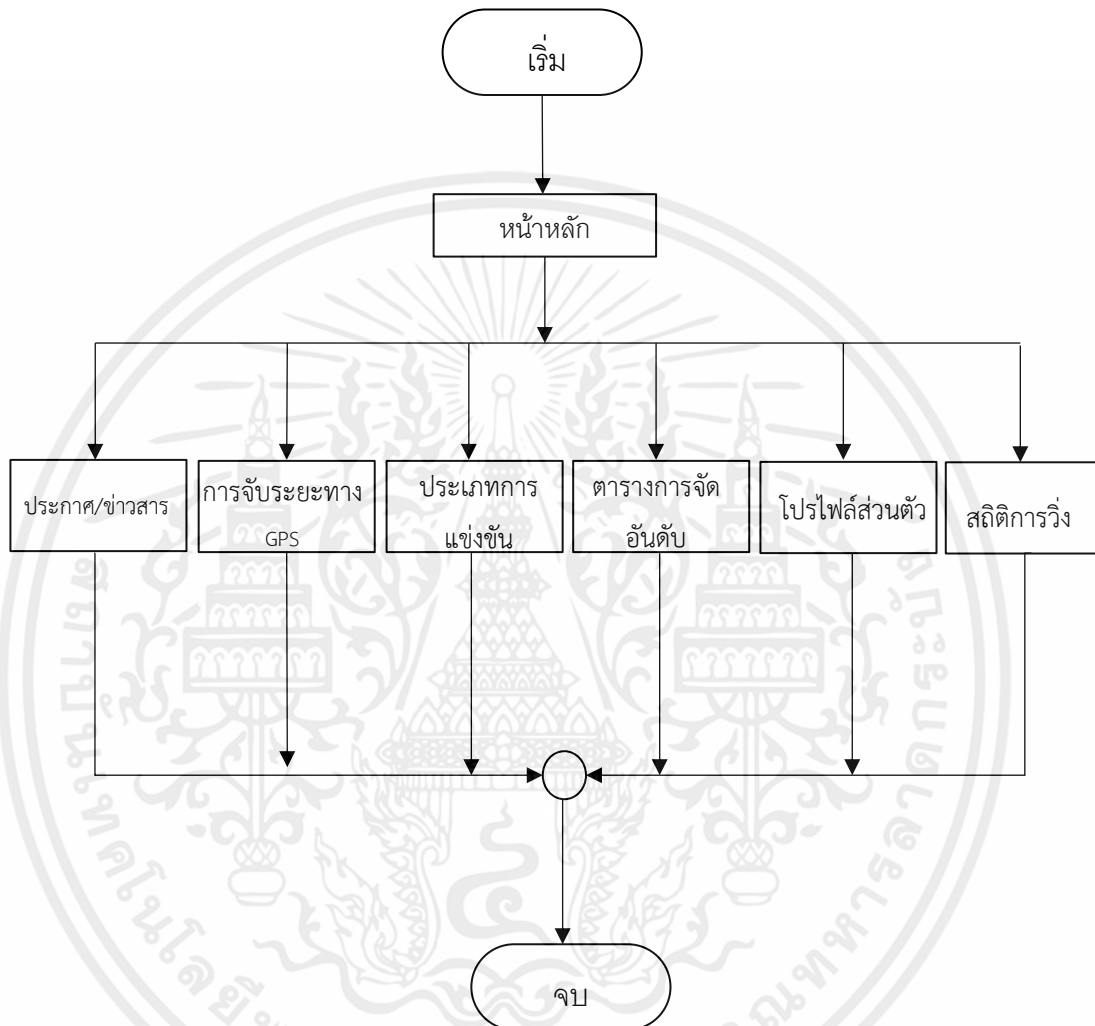 เริ่ม
หน้าหลัก
ประกาศ/ข่าวสาร
การจับระยะทาง
GPS
ประเภทการ
แข่งขัน
ตารางการจัด
อันดับ
โปรไฟล์ส่วนตัว
สถิติการวิ่ง
จบ